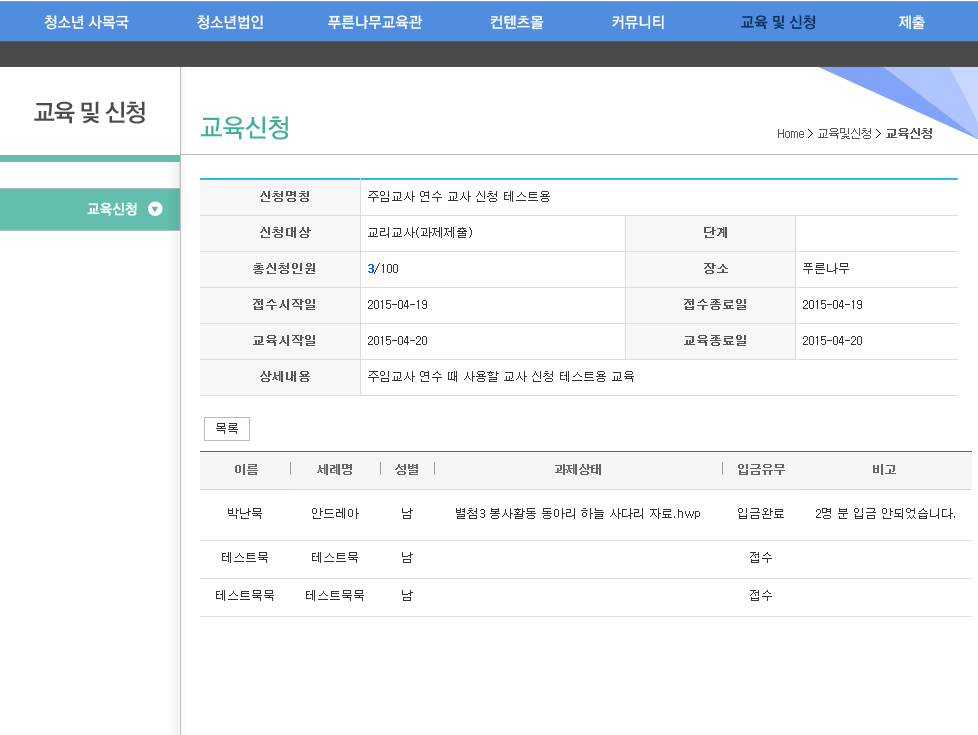 청소년 사목국 청소년법인 푸른나무교육관 컨텐츠몰 커뮤니티 교육 및 신청 제출
교육 및 신청
교육신청
교육신청
Home > 교육및신청 > 교육신청
신청명칭 주임교사 연수 교사 신청 테스트용
신청대상 교리교사(과제제출) 단계
총신청인원 3/100 장소 푸른나무
접수시작일 2015-04-19 접수종료일 2015-04-19
교육시작일 2015-04-20 교육종료일 2015-04-20
상세내용 주임교사 연수 때 사용할 교사 신청 테스트용 교육
목록
이름 세례명 성별 과제상태 입금유무 비고
박난묵 안드레아 남 별첨3 봉사활동 동아리 하늘 사다리 자료.hwp 입금완료 2명 분 입금 안되었습니다.
테스트묵 테스트묵 남 접수
테스트묵묵 테스트묵묵 남 접수